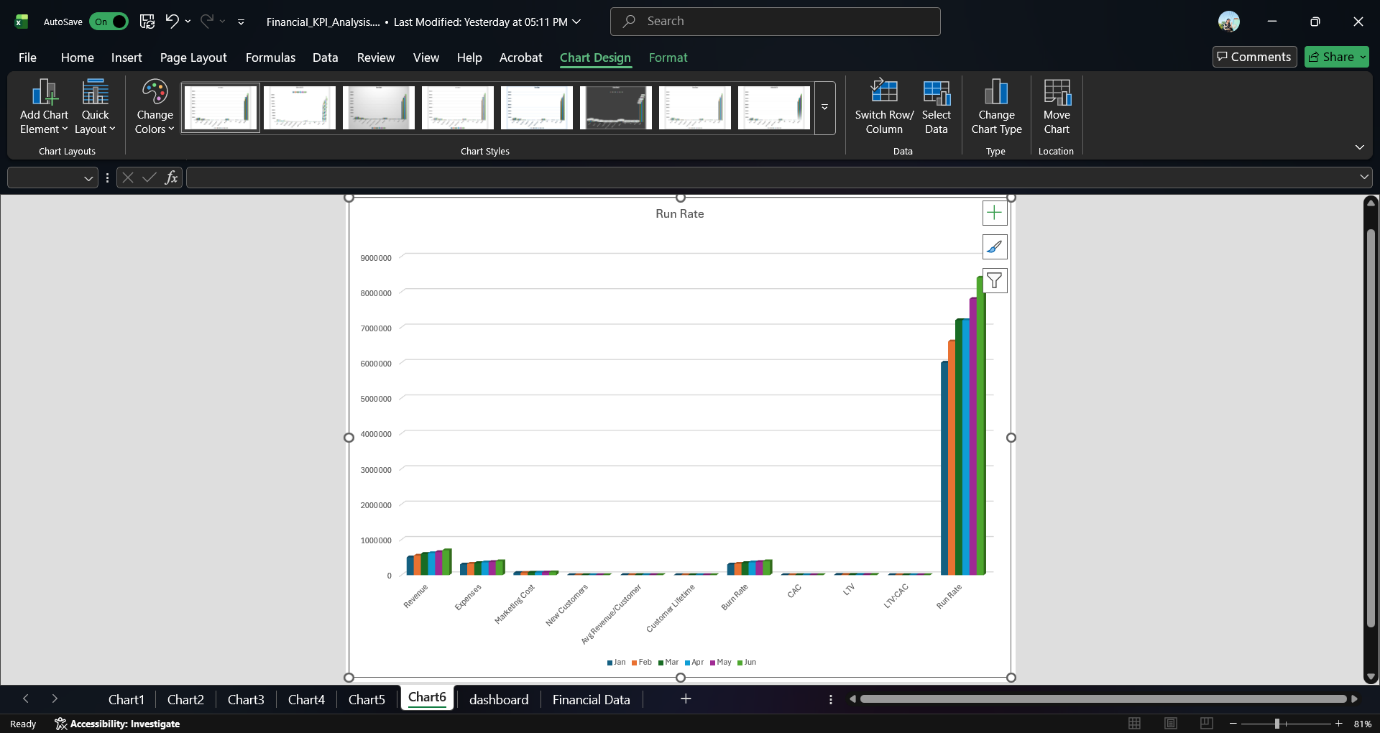 AutoSave On Financial_KPI_Analysis.... • Last Modified: Yesterday at 05:11 PM Search
File Home Insert Page Layout Formulas Data Review View Help Acrobat Chart Design Format Comments Share
Add Chart Element
Quick Layout
Change Colors
Switch Row/ Column
Select Data
Change Chart Type
Move Chart
Chart Layouts Chart Styles Data Type Location
fx
Run Rate
9000000
8000000
7000000
6000000
5000000
4000000
3000000
2000000
1000000
0
Revenue Expenses Marketing Cost New Customers Avg Revenue/Customer Customer Lifetime Burn Rate CAC LTV LTV:CAC Run Rate
Jan Feb Mar Apr May Jun
Chart1 Chart2 Chart3 Chart4 Chart5 Chart6 dashboard Financial Data
Ready Accessibility: Investigate 81%